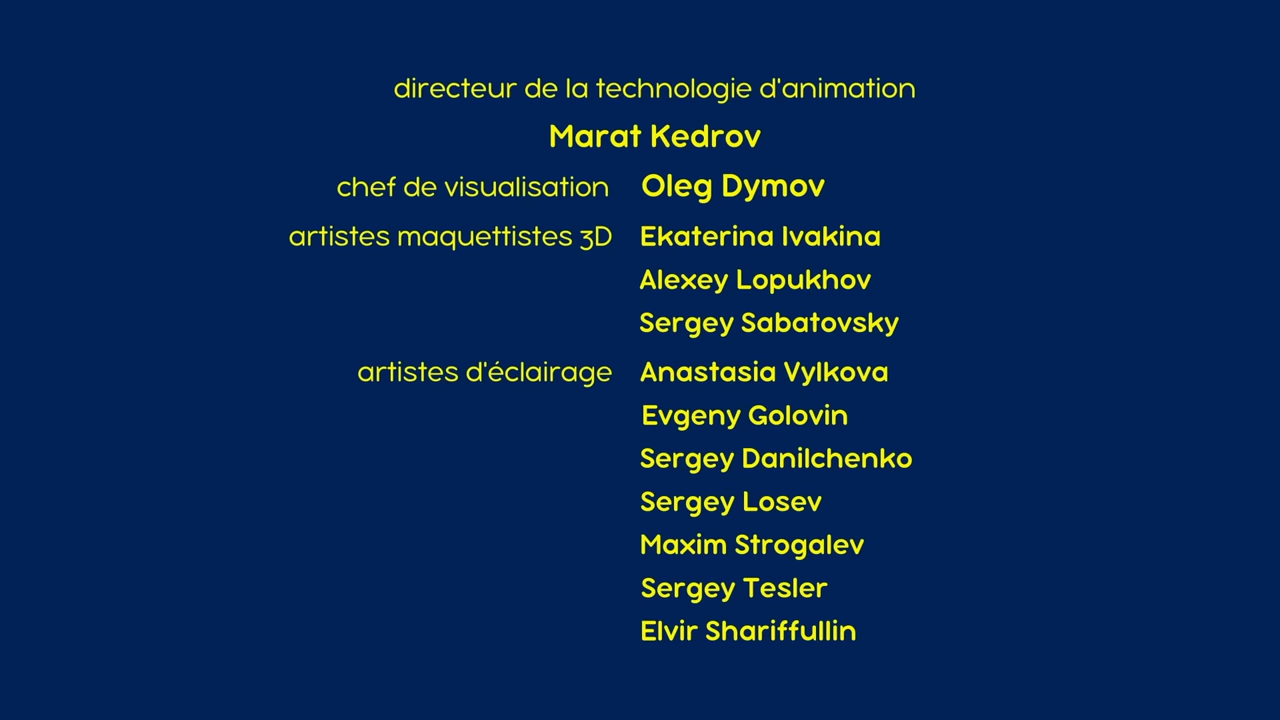 directeur de la technologie d'animation
Marat Kedrov
chef de visualisation Oleg Dymov
artistes maquettistes 3D Ekaterina Ivakina
Alexey Lopukhov
Sergey Sabatovsky
artistes d'éclairage Anastasia Vylkova
Evgeny Golovin
Sergey Danilchenko
Sergey Losev
Maxim Strogalev
Sergey Tesler
Elvir Shariffullin